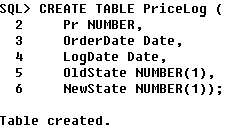 SQL> CREATE TABLE PriceLog (
2 Pr NUMBER,
3 OrderDate Date,
4 LogDate Date,
5 OldState NUMBER(1),
6 NewState NUMBER(1));
Table created.